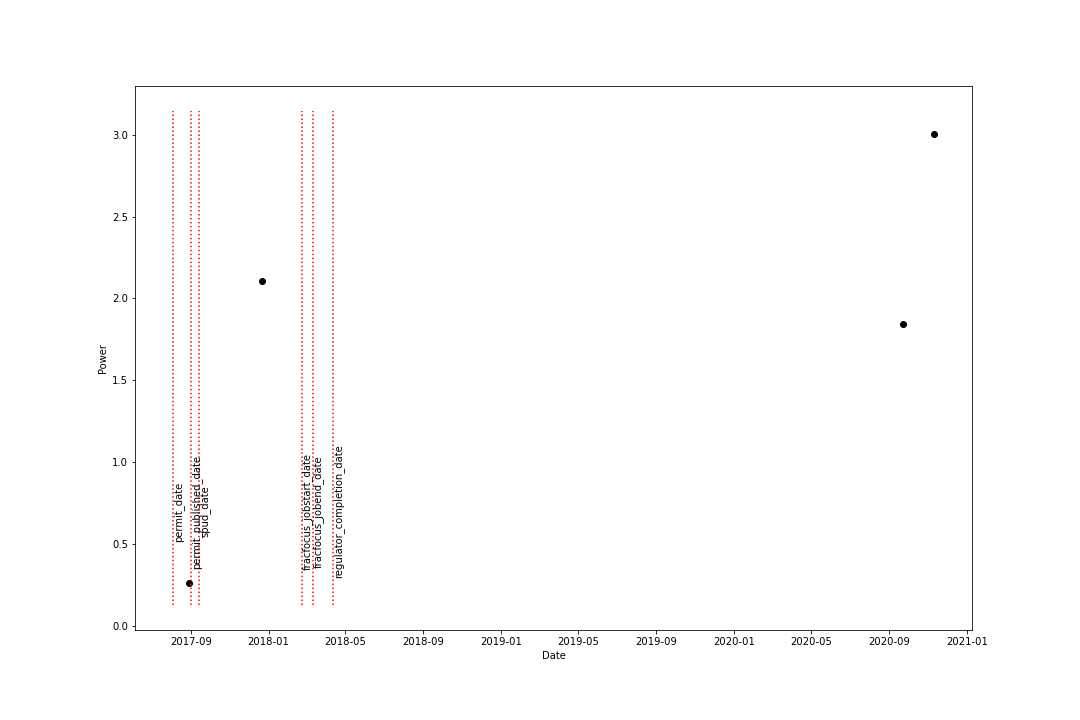 3.0
2.5
2.0
1.5
1.0
0.5
0.0
Power
permit_date
permit_published_date
spud_date
fracfocus_jobstart_date
fracfocus_jobend_date
regulator_completion_date
2017-09 2018-01 2018-05 2018-09 2019-01 2019-05 2019-09 2020-01 2020-05 2020-09 2021-01
Date